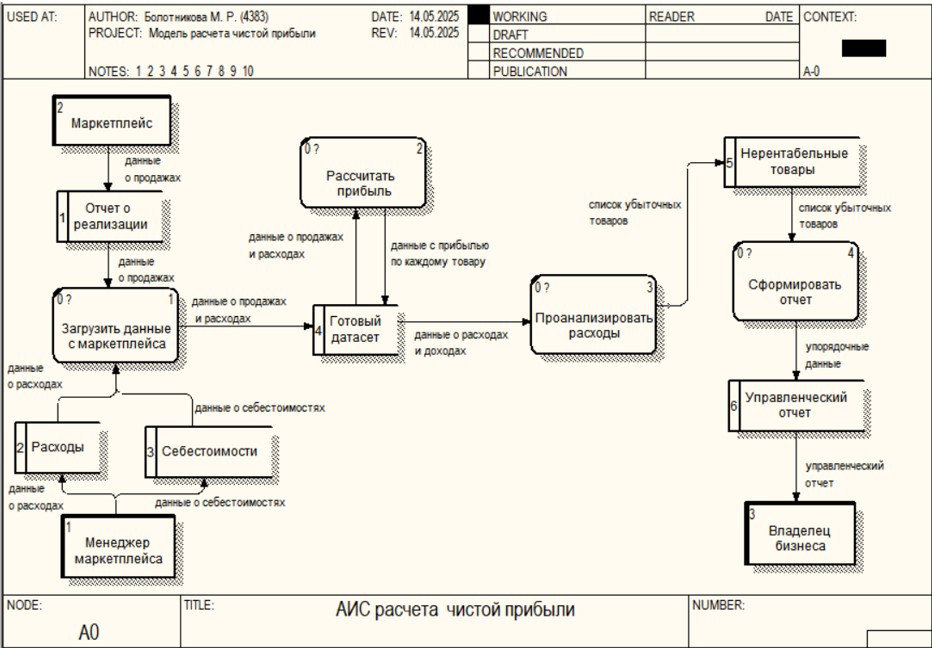 USED AT:
AUTHOR: Болотникова М. Р. (4383)
DATE: 14.05.2025
PROJECT: Модель расчета чистой прибыли
REV: 14.05.2025
NOTES: 1 2 3 4 5 6 7 8 9 10
WORKING
DRAFT
RECOMMENDED
PUBLICATION
READER
DATE
CONTEXT:
A-0
2
Маркетплейс
данные
о продажах
1
Отчет о
реализации
данные
о продажах
0 ?
1
Загрузить данные
с маркетплейса
данные
о расходах
данные о себестоимостях
2
Расходы
3
Себестоимости
данные
о расходах
данные о себестоимостях
1
Менеджер
маркетплейса
данные о продажах
и расходах
0 ?
2
Рассчитать
прибыль
данные о продажах
и расходах
данные с прибылью
по каждому товару
4
Готовый
датасет
данные о расходах
и доходах
0 ?
3
Проанализировать
расходы
список убыточных
товаров
5
Нерентабельные
товары
список убыточных
товаров
0 ?
4
Сформировать
отчет
упорядочные
данные
6
Управленческий
отчет
управленческий
отчет
3
Владелец
бизнеса
NODE:
A0
TITLE:
АИС расчета чистой прибыли
NUMBER: